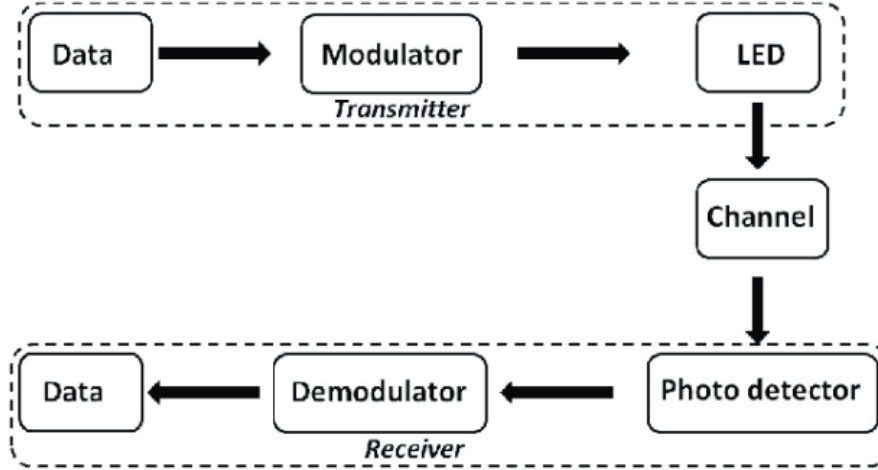 Data
Modulator
LED
Transmitter
Channel
Data
Demodulator
Photo detector
Receiver